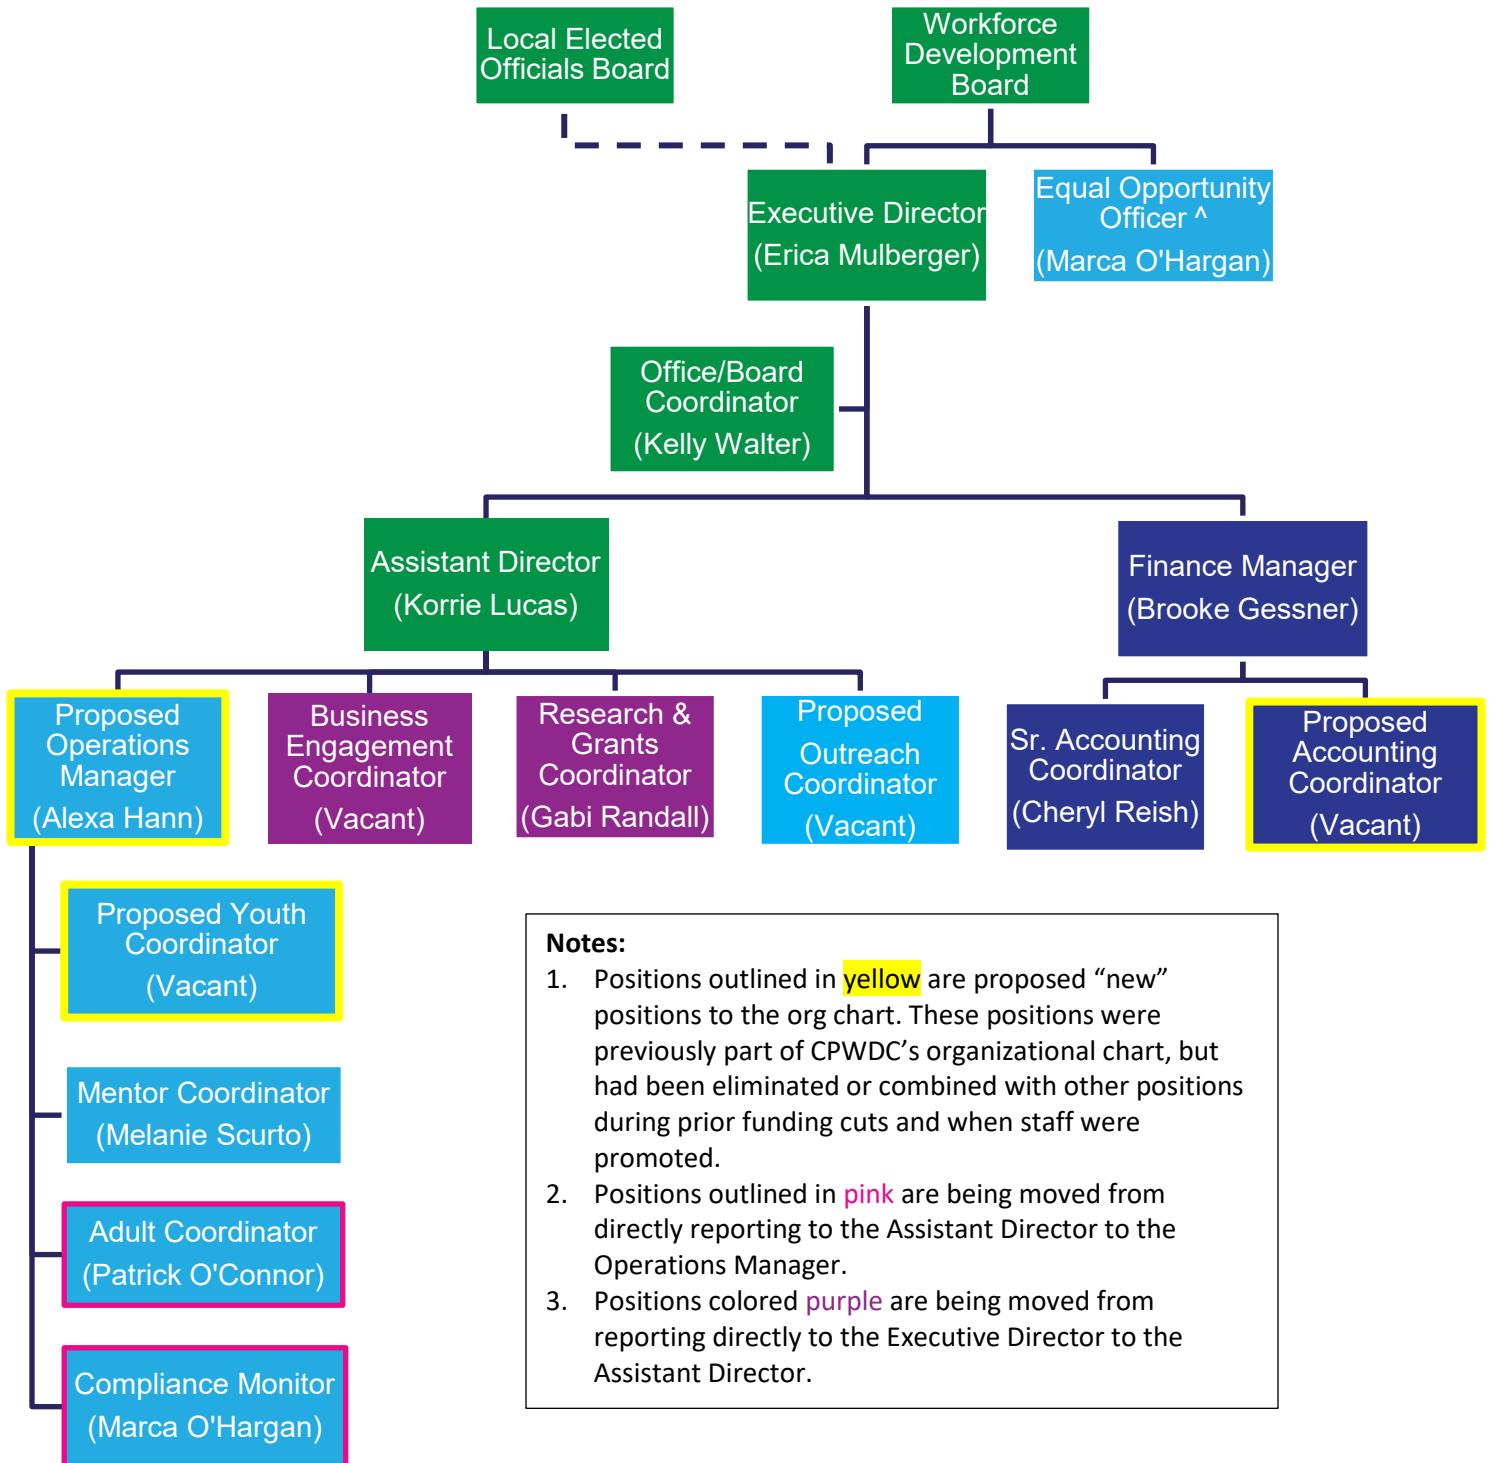 Local Elected
Officials Board
Workforce
Development
Board
Executive Director
(Erica Mulberger)
Equal Opportunity
Officer ^
(Marca O'Hargan)
Office/Board
Coordinator
(Kelly Walter)
Assistant Director
(Korrie Lucas)
Finance Manager
(Brooke Gessner)
Proposed
Operations
Manager
(Alexa Hann)
Business
Engagement
Coordinator
(Vacant)
Research &
Grants
Coordinator
(Gabi Randall)
Proposed
Outreach
Coordinator
(Vacant)
Sr. Accounting
Coordinator
(Cheryl Reish)
Proposed
Accounting
Coordinator
(Vacant)
Proposed Youth
Coordinator
(Vacant)
Mentor Coordinator
(Melanie Scurto)
Adult Coordinator
(Patrick O'Connor)
Compliance Monitor
(Marca O'Hargan)
Notes:
1. Positions outlined in yellow are proposed “new”
positions to the org chart. These positions were
previously part of CPWDC’s organizational chart, but
had been eliminated or combined with other positions
during prior funding cuts and when staff were
promoted.
2. Positions outlined in pink are being moved from
directly reporting to the Assistant Director to the
Operations Manager.
3. Positions colored purple are being moved from
reporting directly to the Executive Director to the
Assistant Director.